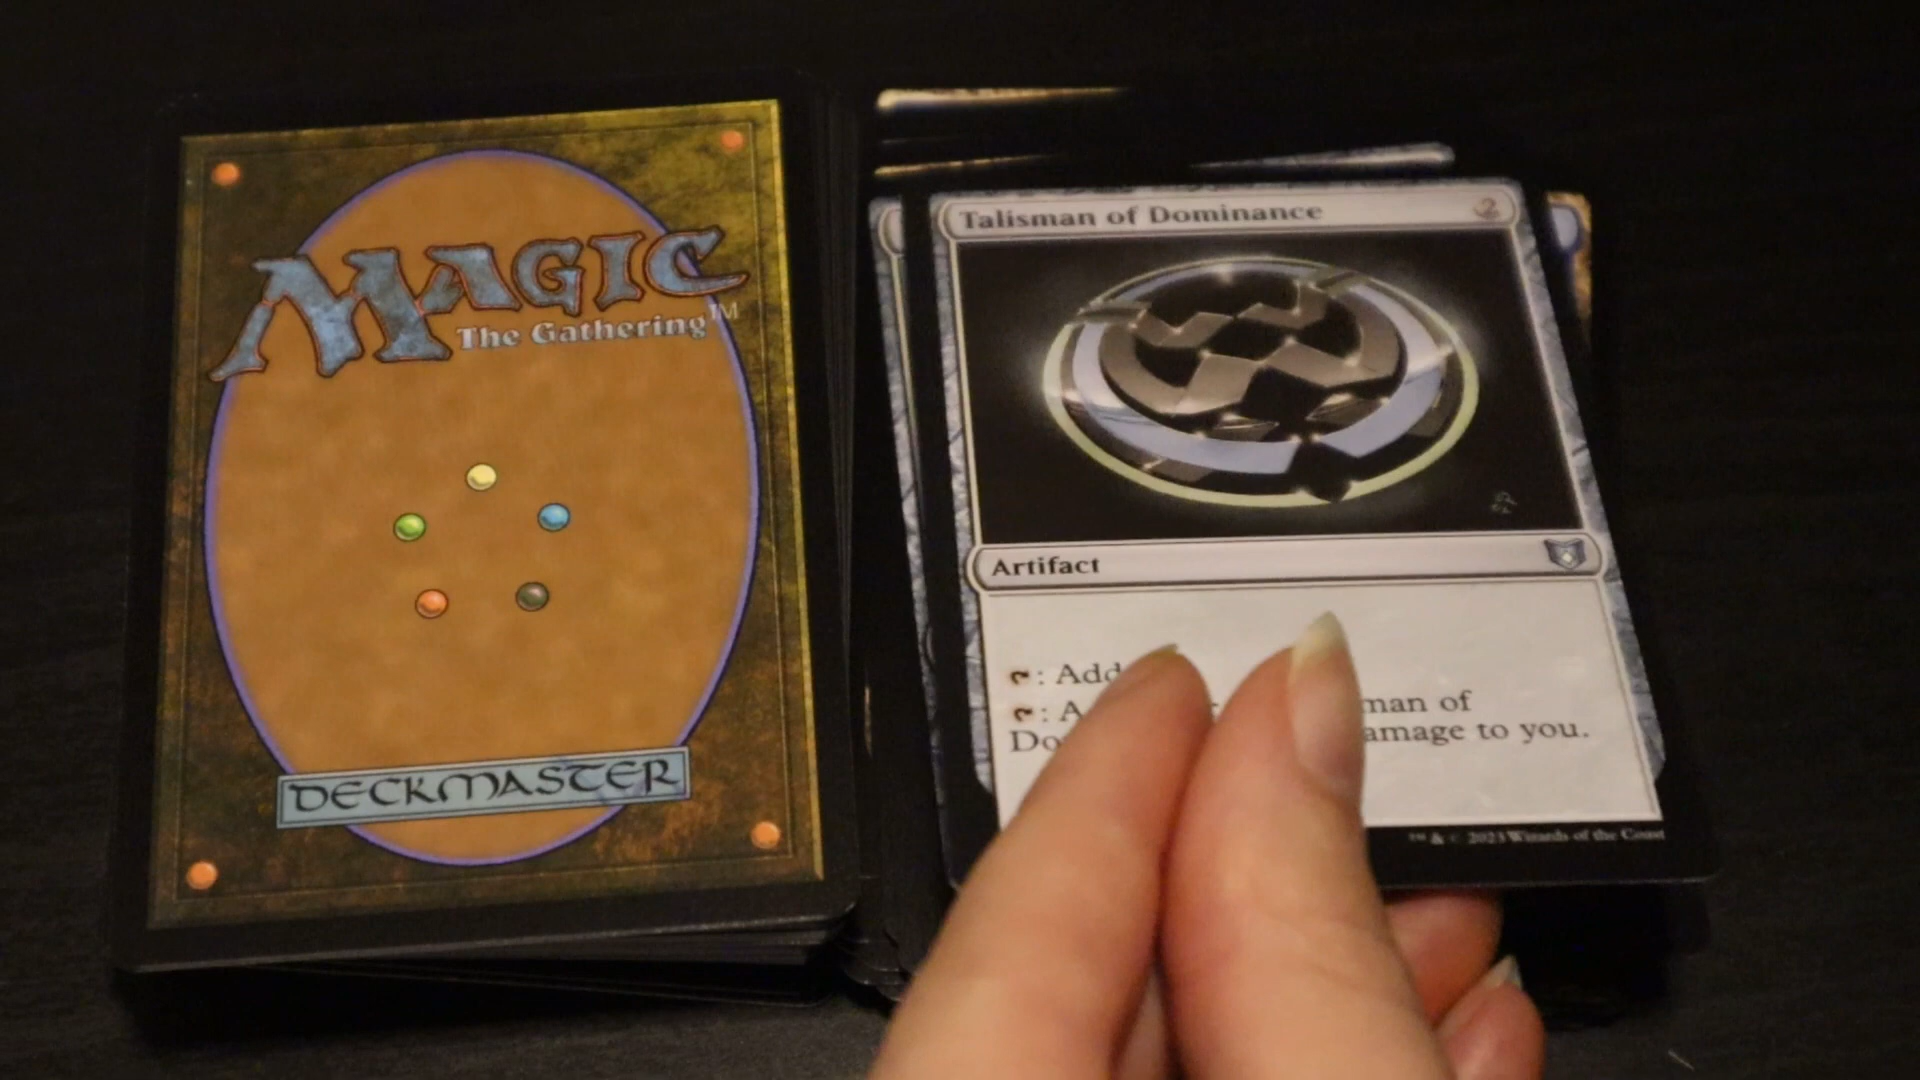 MAGIC
The Gathering™
DECKMASTER
Talisman of Dominance 2
Artifact
: Add
: A man of
Do amage to you.
™ & © 2023 Wizards of the Coast